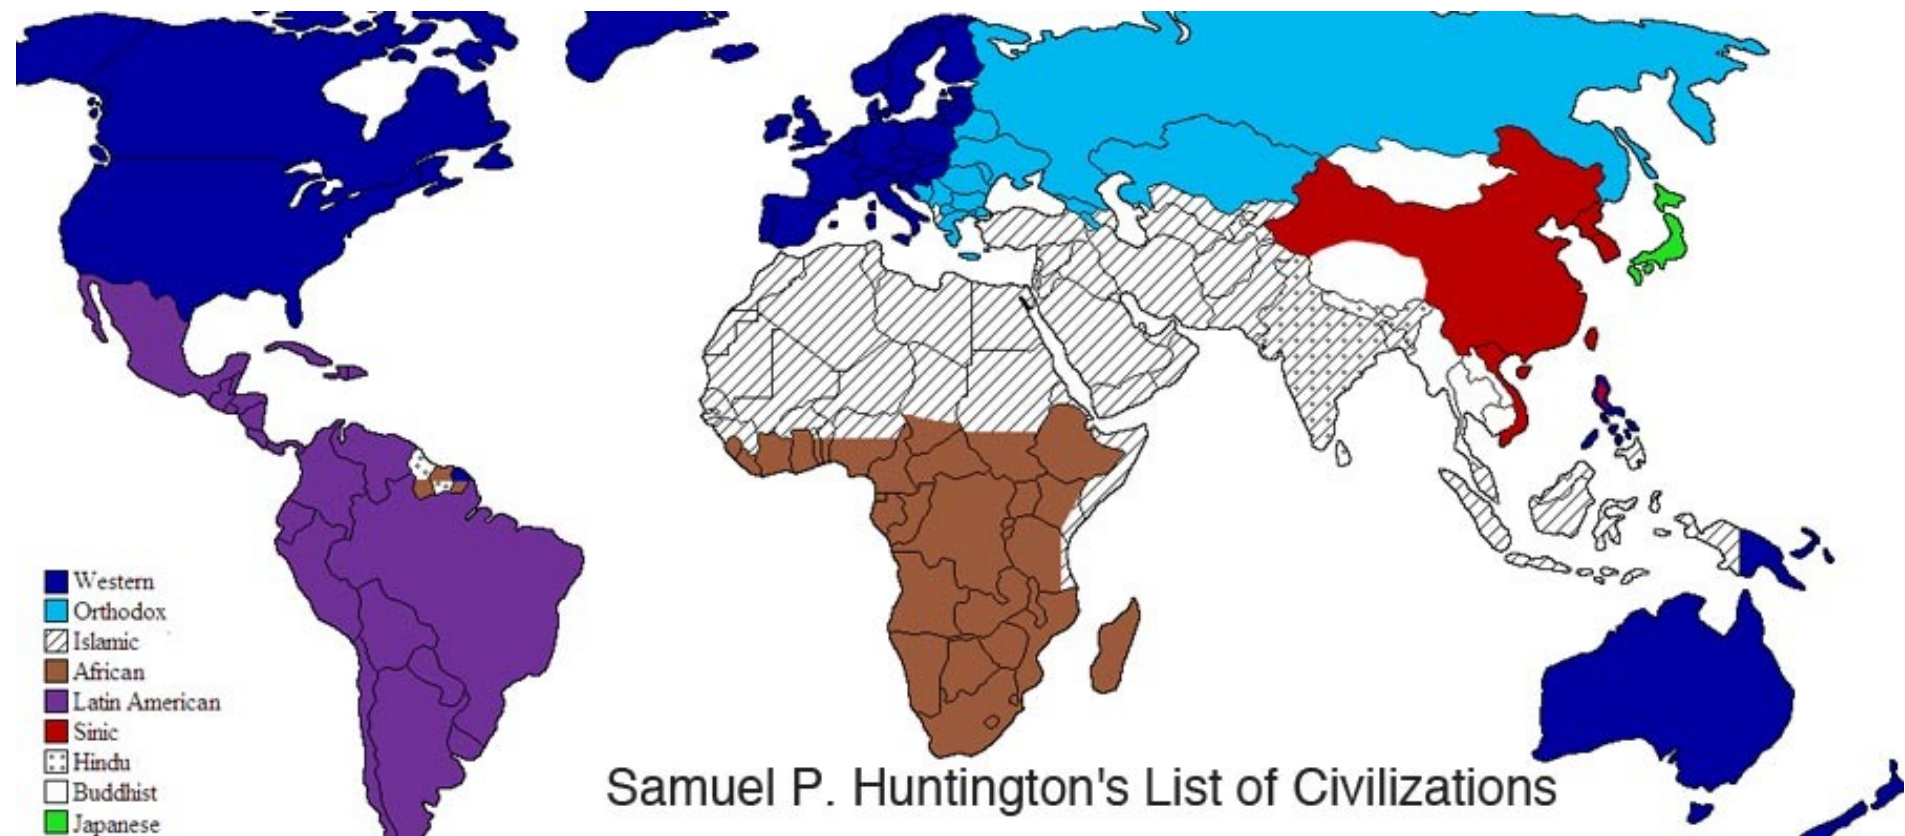 Western
Orthodox
Islamic
African
Latin American
Sinic
Hindu
Buddhist
Japanese
Samuel P. Huntington's List of Civilizations